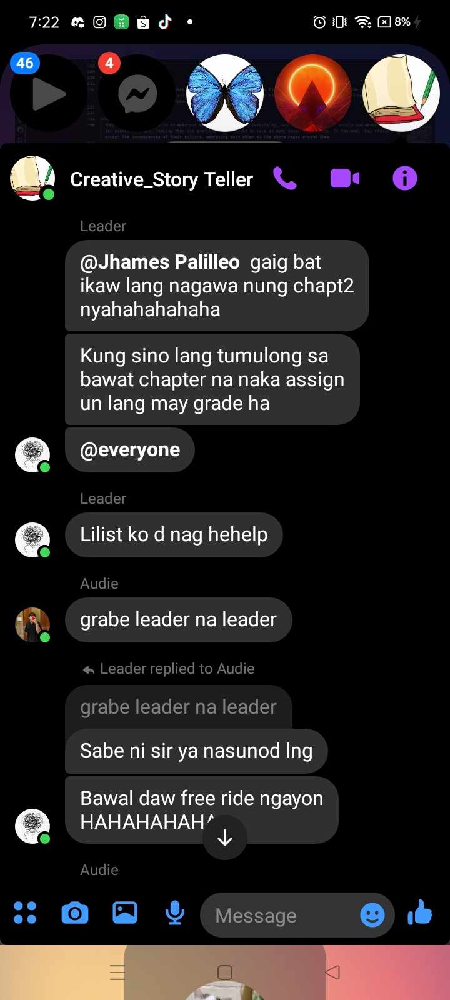 7:22
8%
46
4
Creative_Story Teller
Leader
@Jhames Palilleo gaig bat
ikaw lang nagawa nung chapt2
nyahahahahaha
Kung sino lang tumulong sa
bawat chapter na naka assign
un lang may grade ha
@everyone
Leader
Lilist ko d nag hehelp
Audie
grabe leader na leader
Leader replied to Audie
grabe leader na leader
Sabe ni sir ya nasunod lng
Bawal daw free ride ngayon
HAHAHAHAHA
Audie
Message